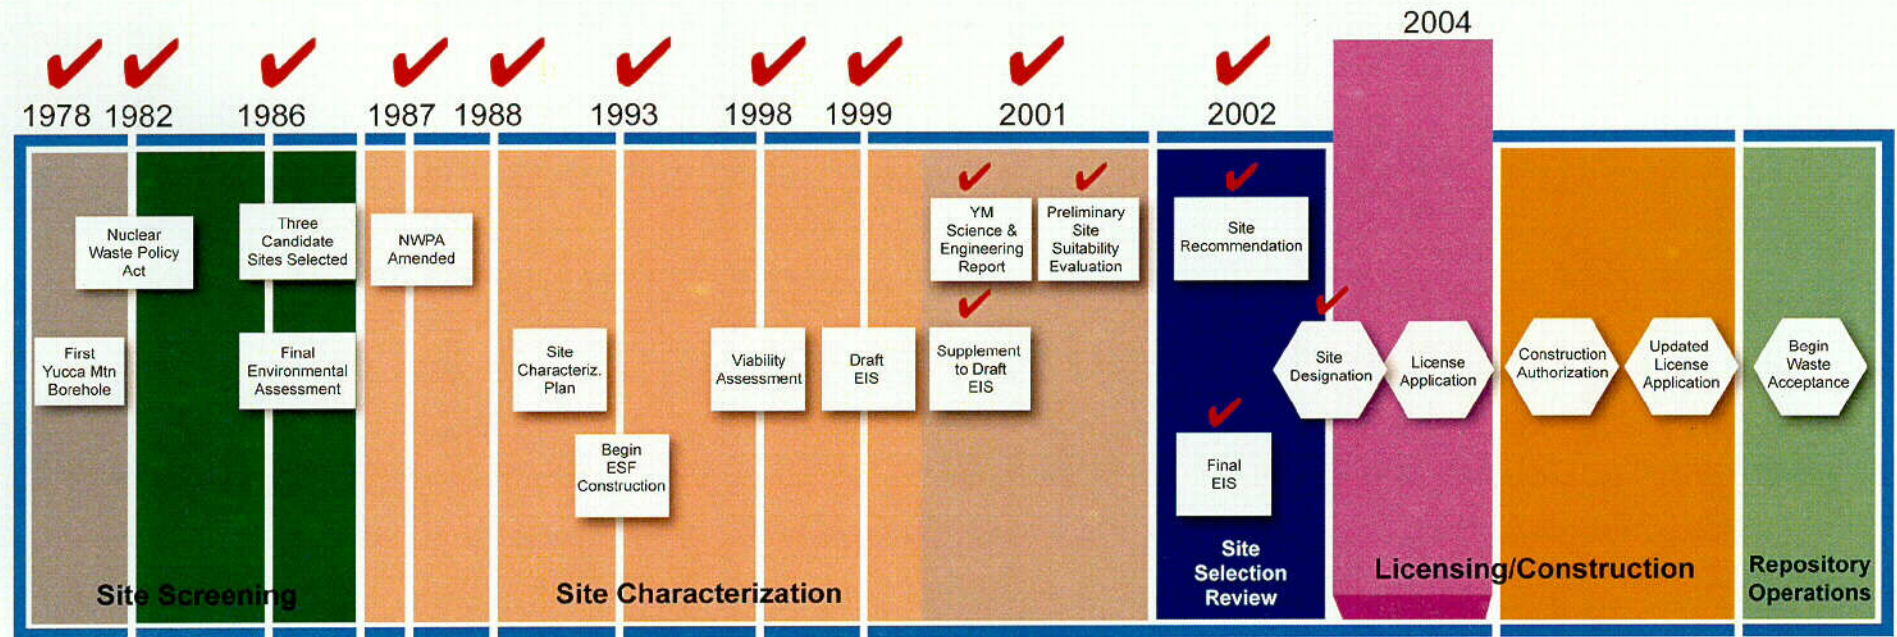 2004
1978
1982
1986
1987
1988
1993
1998
1999
2001
2002
Nuclear
Waste Policy
Act
Three
Candidate
Sites Selected
NWPA
Amended
YM
Science &
Engineering
Report
Preliminary
Site
Suitability
Evaluation
Site
Recommendation
First
Yucca Mtn
Borehole
Final
Environmental
Assessment
Site
Characteriz.
Plan
Viability
Assessment
Draft
EIS
Supplement
to Draft
EIS
Site
Designation
License
Application
Construction
Authorization
Updated
License
Application
Begin
Waste
Acceptance
Begin
ESF
Construction
Final
EIS
Site Screening
Site Characterization
Site
Selection
Review
Licensing/Construction
Repository
Operations